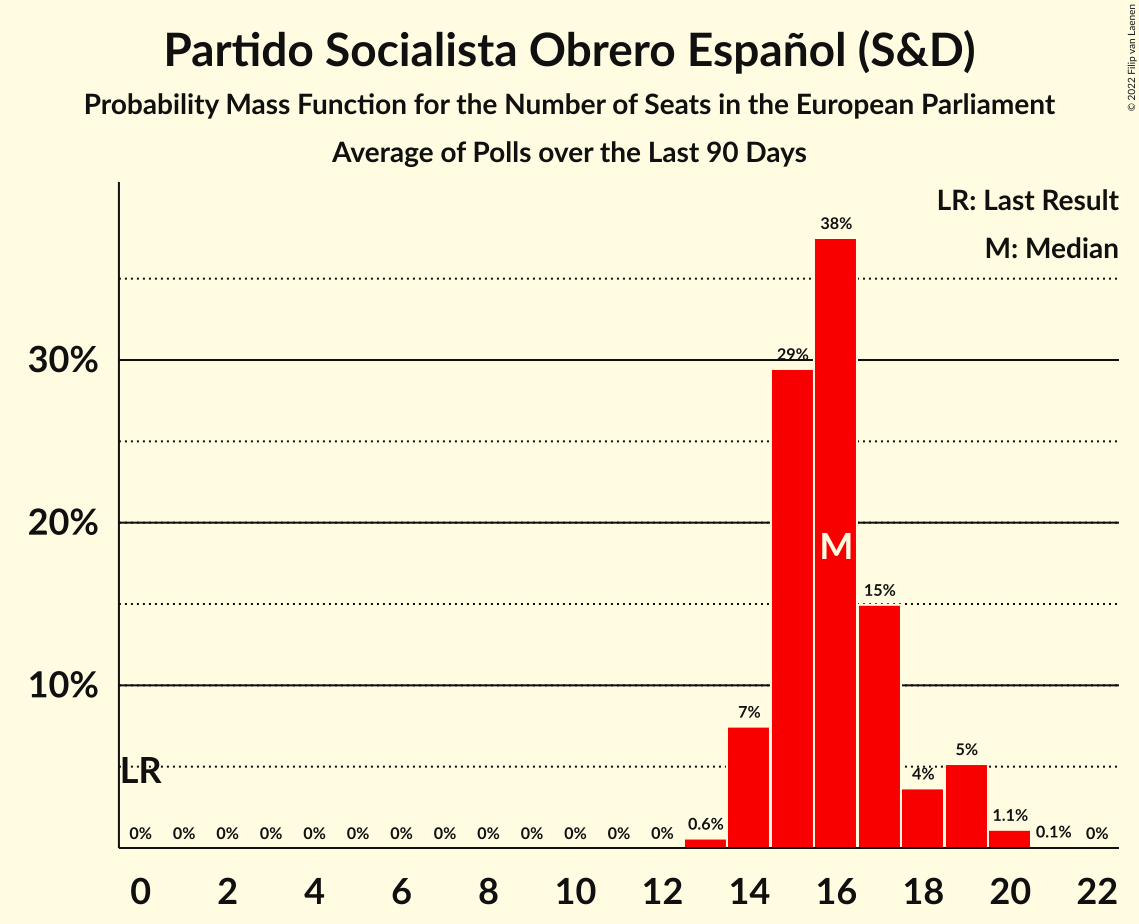 Partido Socialista Obrero Español (S&D)
Probability Mass Function for the Number of Seats in the European Parliament
Average of Polls over the Last 90 Days
© 2022 Filip van Laenen
LR: Last Result
M: Median
38%
30%
29%
20%
M
15%
10%
7%
LR
4%
5%
0% 0% 0% 0% 0% 0% 0% 0% 0% 0% 0% 0% 0% 0.6% 1.1% 0.1% 0%
0 2 4 6 8 10 12 14 16 18 20 22